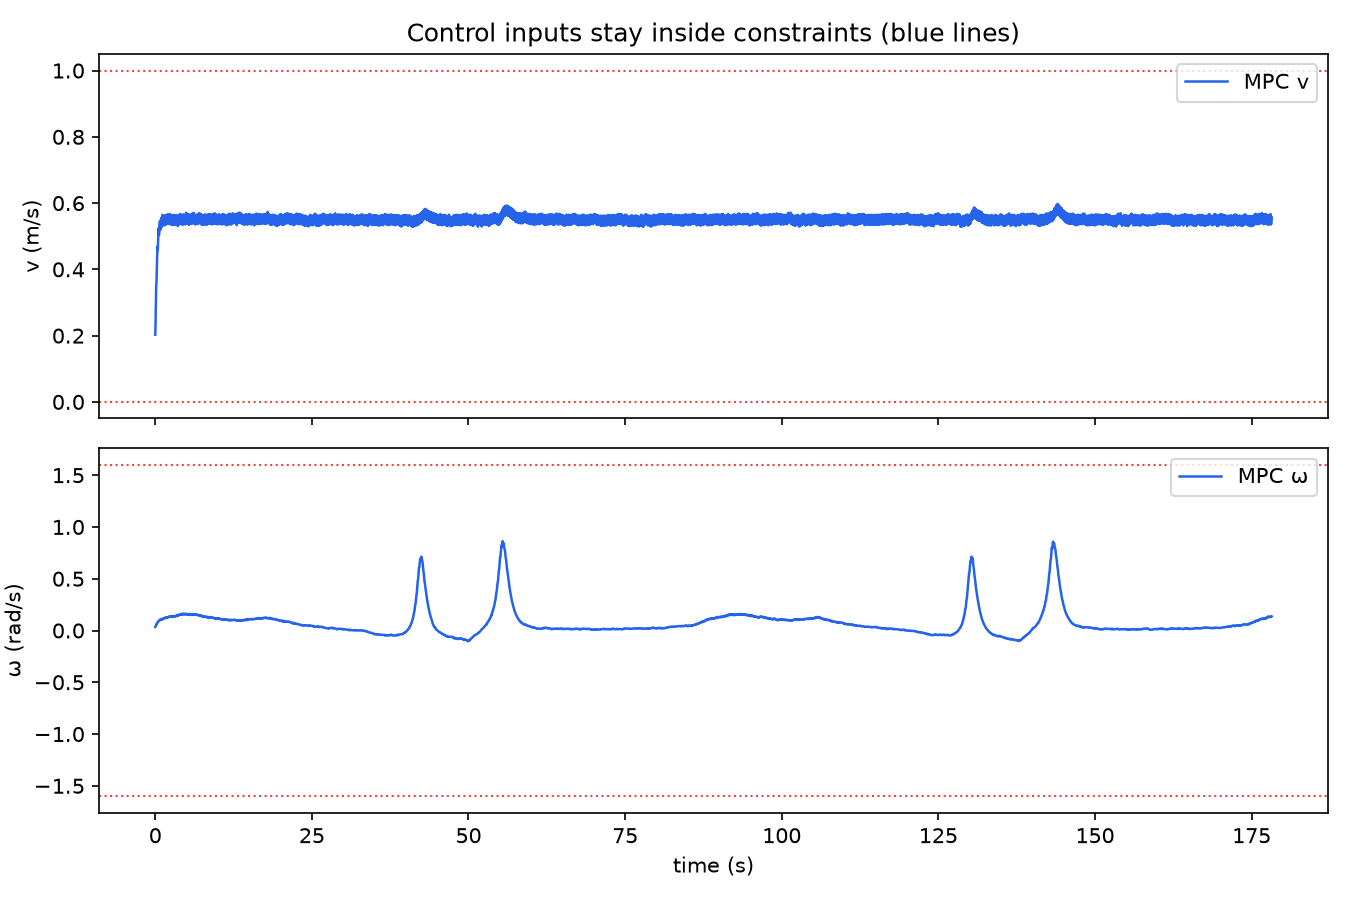 Control inputs stay inside constraints (blue lines)
1.0
0.8
0.6
0.4
0.2
0.0
v (m/s)
MPC v
1.5
1.0
0.5
0.0
−0.5
−1.0
−1.5
ω (rad/s)
MPC ω
0 25 50 75 100 125 150 175
time (s)